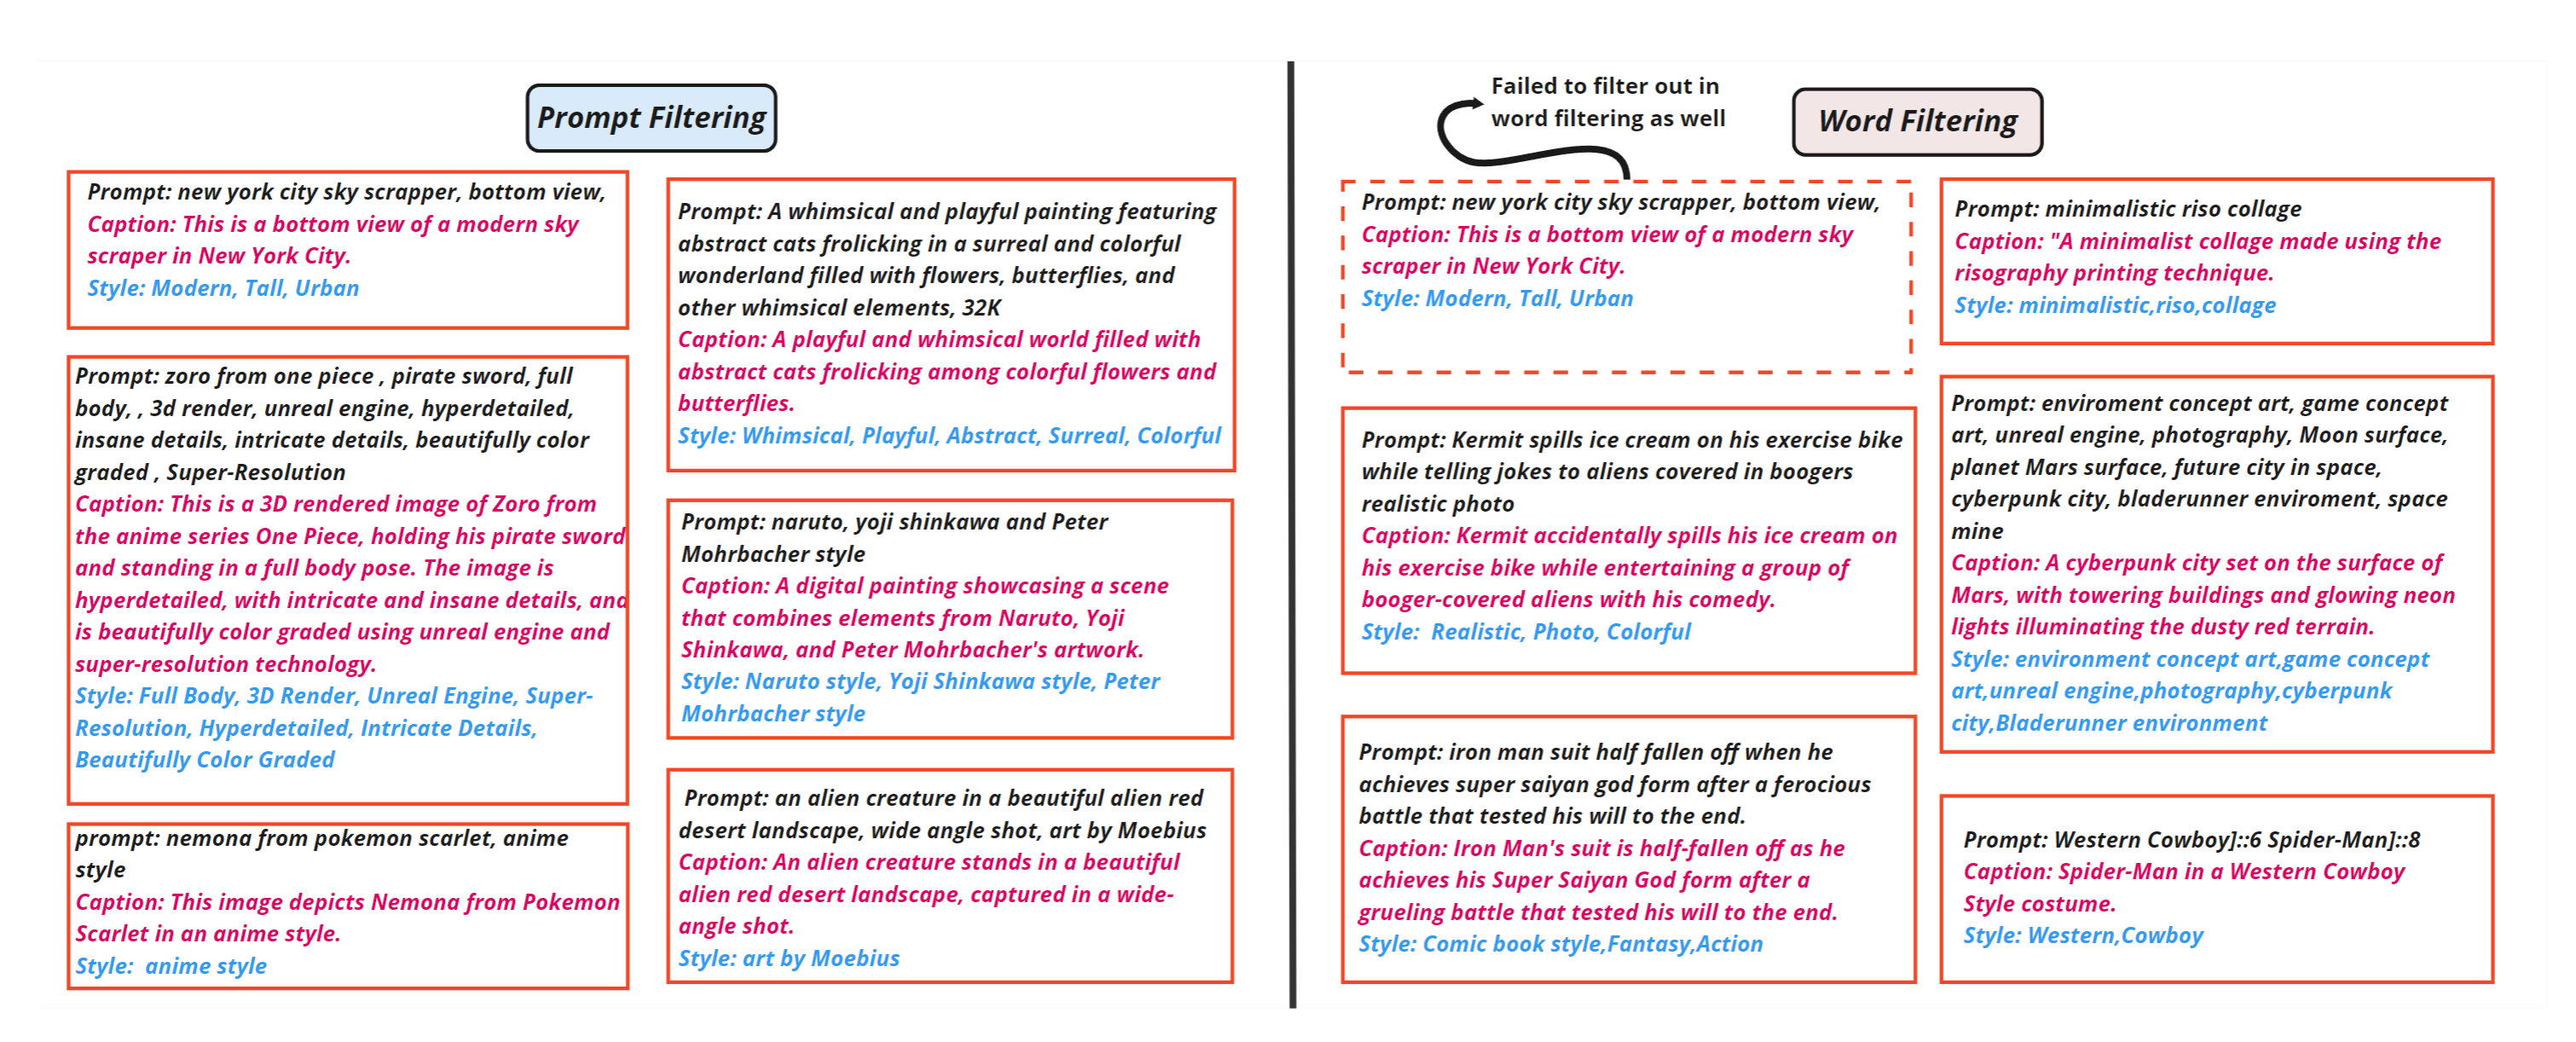 Prompt Filtering
Prompt: new york city sky scrapper, bottom view,
Caption: This is a bottom view of a modern sky
scraper in New York City.
Style: Modern, Tall, Urban
Prompt: zoro from one piece , pirate sword, full
body, , 3d render, unreal engine, hyperdetailed,
insane details, intricate details, beautifully color
graded , Super-Resolution
Caption: This is a 3D rendered image of Zoro from
the anime series One Piece, holding his pirate sword
and standing in a full body pose. The image is
hyperdetailed, with intricate and insane details, and
is beautifully color graded using unreal engine and
super-resolution technology.
Style: Full Body, 3D Render, Unreal Engine, Super-
Resolution, Hyperdetailed, Intricate Details,
Beautifully Color Graded
prompt: nemona from pokemon scarlet, anime
style
Caption: This image depicts Nemona from Pokemon
Scarlet in an anime style.
Style: anime style
Prompt: A whimsical and playful painting featuring
abstract cats frolicking in a surreal and colorful
wonderland filled with flowers, butterflies, and
other whimsical elements, 32K
Caption: A playful and whimsical world filled with
abstract cats frolicking among colorful flowers and
butterflies.
Style: Whimsical, Playful, Abstract, Surreal, Colorful
Prompt: naruto, yoji shinkawa and Peter
Mohrbacher style
Caption: A digital painting showcasing a scene
that combines elements from Naruto, Yoji
Shinkawa, and Peter Mohrbacher's artwork.
Style: Naruto style, Yoji Shinkawa style, Peter
Mohrbacher style
Prompt: an alien creature in a beautiful alien red
desert landscape, wide angle shot, art by Moebius
Caption: An alien creature stands in a beautiful
alien red desert landscape, captured in a wide-
angle shot.
Style: art by Moebius
Failed to filter out in
word filtering as well
Word Filtering
Prompt: new york city sky scrapper, bottom view,
Caption: This is a bottom view of a modern sky
scraper in New York City.
Style: Modern, Tall, Urban
Prompt: Kermit spills ice cream on his exercise bike
while telling jokes to aliens covered in boogers
realistic photo
Caption: Kermit accidentally spills his ice cream on
his exercise bike while entertaining a group of
booger-covered aliens with his comedy.
Style: Realistic, Photo, Colorful
Prompt: iron man suit half fallen off when he
achieves super saiyan god form after a ferocious
battle that tested his will to the end.
Caption: Iron Man's suit is half-fallen off as he
achieves his Super Saiyan God form after a
grueling battle that tested his will to the end.
Style: Comic book style,Fantasy,Action
Prompt: minimalistic riso collage
Caption: "A minimalist collage made using the
risography printing technique.
Style: minimalistic,riso,collage
Prompt: enviroment concept art, game concept
art, unreal engine, photography, Moon surface,
planet Mars surface, future city in space,
cyberpunk city, bladerunner enviroment, space
mine
Caption: A cyberpunk city set on the surface of
Mars, with towering buildings and glowing neon
lights illuminating the dusty red terrain.
Style: environment concept art,game concept
art,unreal engine,photography,cyberpunk
city,Bladerunner environment
Prompt: Western Cowboy]::6 Spider-Man]::8
Caption: Spider-Man in a Western Cowboy
Style costume.
Style: Western,Cowboy